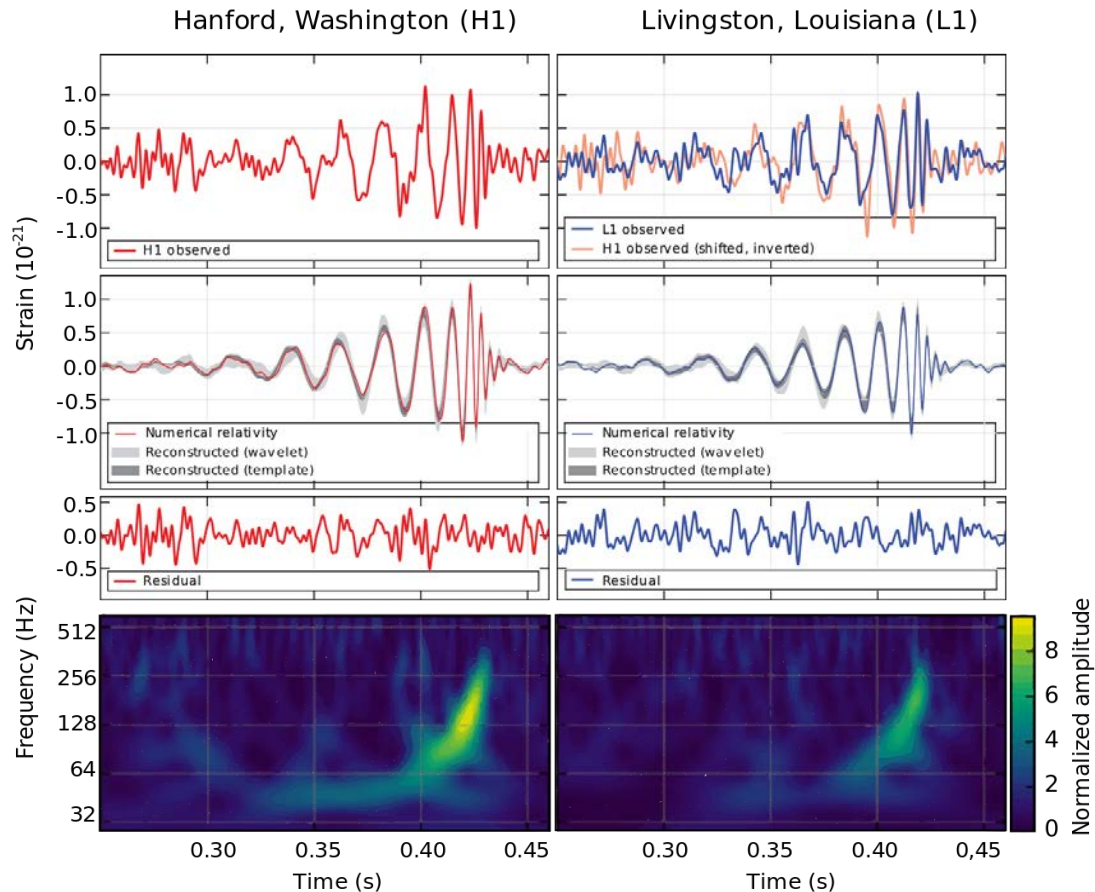 Hanford, Washington (H1)
Livingston, Louisiana (L1)
Strain (10⁻²¹)
1.0
0.5
0.0
-0.5
-1.0
H1 observed
L1 observed
H1 observed (shifted, inverted)
1.0
0.5
0.0
-0.5
-1.0
Numerical relativity
Reconstructed (wavelet)
Reconstructed (template)
Numerical relativity
Reconstructed (wavelet)
Reconstructed (template)
0.5
0.0
-0.5
Residual
Residual
Frequency (Hz)
512
256
128
64
32
8
6
4
2
0
Normalized amplitude
0.30 0.35 0.40 0.45
0.30 0.35 0.40 0,45
Time (s)
Time (s)